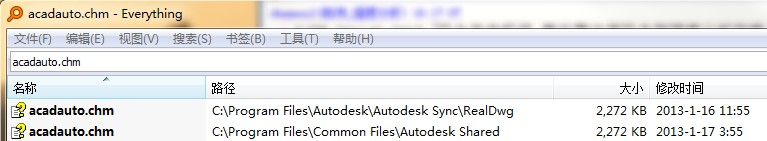 acadauto.chm - Everything
文件(F) 编辑(E) 视图(V) 搜索(S) 书签(B) 工具(T) 帮助(H)
acadauto.chm
名称 路径 大小 修改时间
acadauto.chm C:\Program Files\Autodesk\Autodesk Sync\RealDwg 2,272 KB 2013-1-16 11:55
acadauto.chm C:\Program Files\Common Files\Autodesk Shared 2,272 KB 2013-1-17 3:55